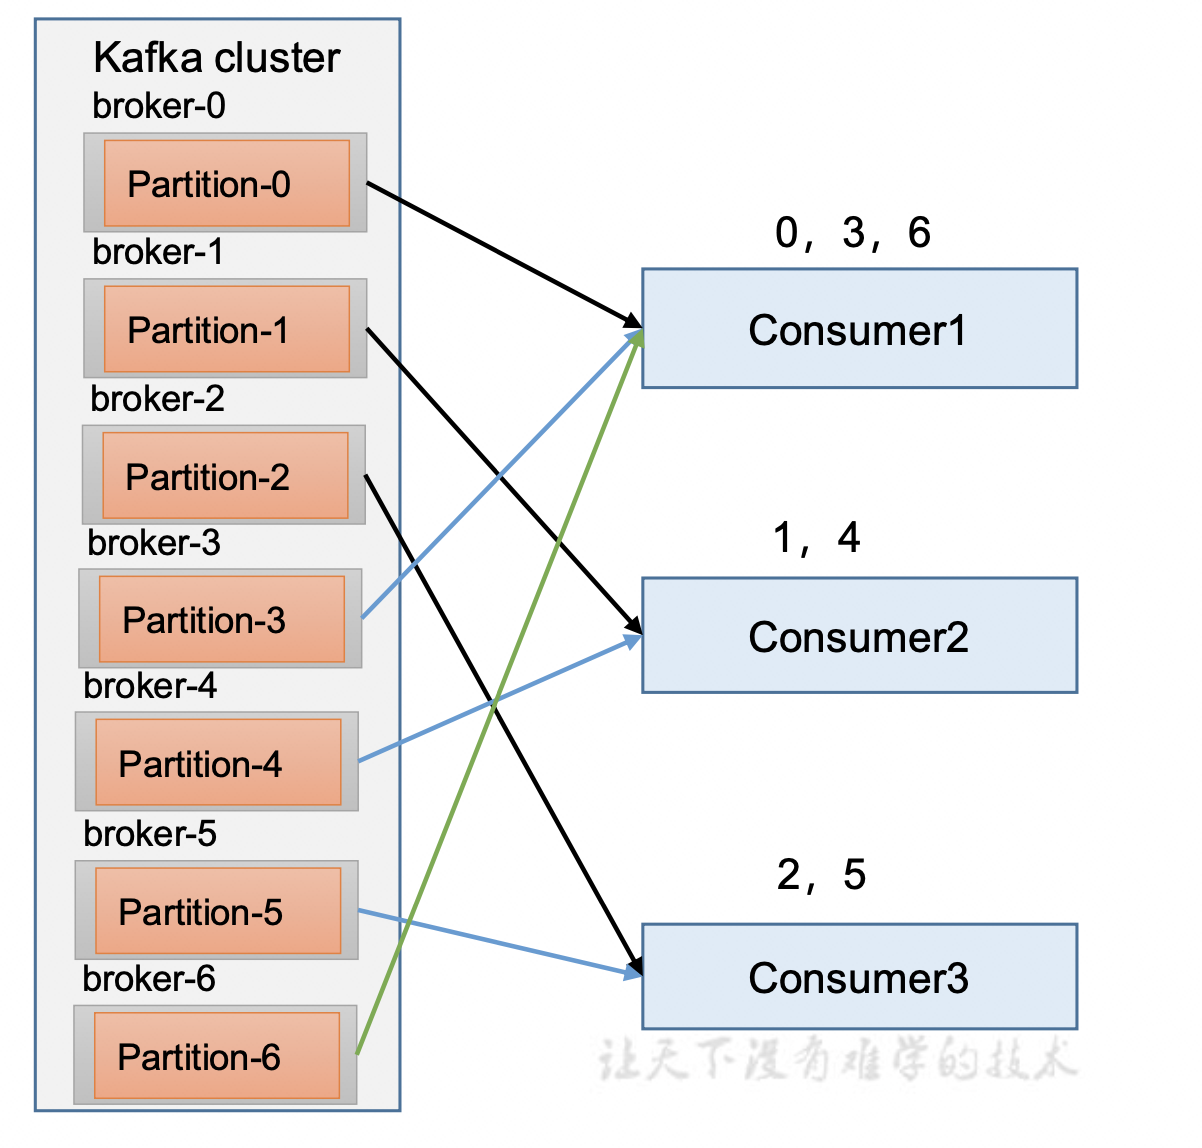 Kafka cluster
broker-0
Partition-0
broker-1
Partition-1
broker-2
Partition-2
broker-3
Partition-3
broker-4
Partition-4
broker-5
Partition-5
broker-6
Partition-6
0, 3, 6
Consumer1
1, 4
Consumer2
2, 5
Consumer3
让天下没有难学的技术